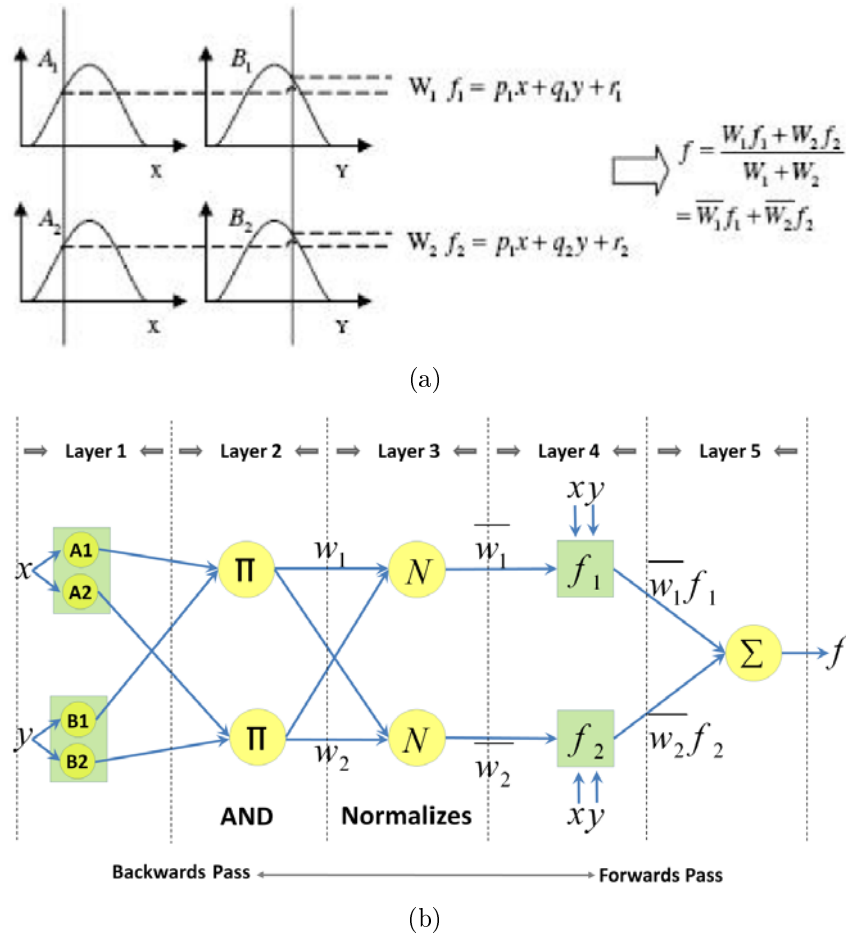 A₁ B₁ W₁ f₁ = p₁x + q₁y + r₁
X Y
f = (W₁f₁ + W₂f₂) / (W₁ + W₂)
= W̅₁f₁ + W̅₂f₂
A₂ B₂ W₂ f₂ = p₁x + q₂y + r₂
X Y
(a)
Layer 1 Layer 2 Layer 3 Layer 4 Layer 5
x y
A1 Π w₁ N w̅₁ f₁ w̅₁f₁
x A2
Σ f
y B1
B2 Π w₂ N w̅₂ f₂ w̅₂f₂
x y
AND Normalizes
Backwards Pass Forwards Pass
(b)